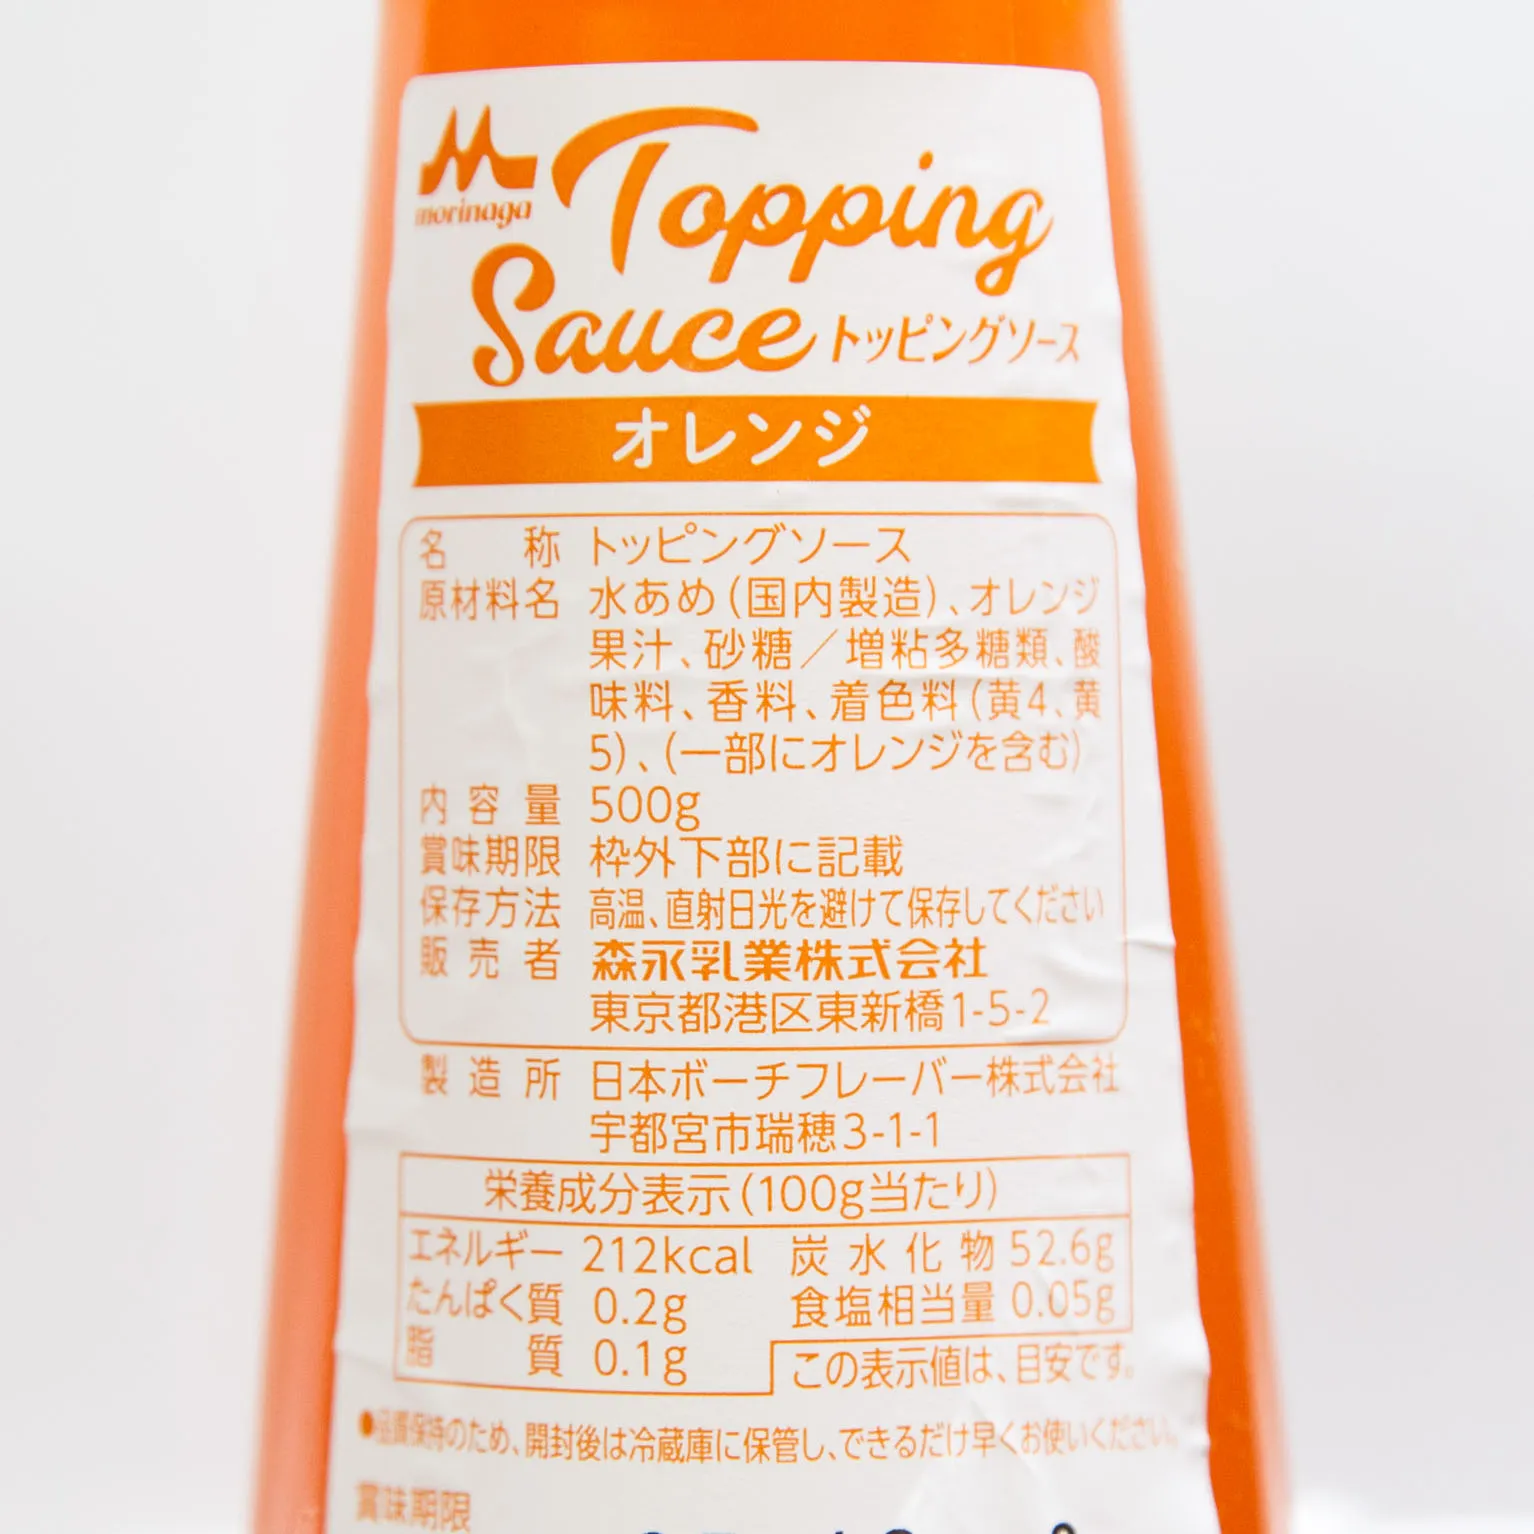 morinaga
Topping
Sauce トッピングソース
オレンジ
名称 トッピングソース
原材料名 水あめ(国内製造)、オレンジ
果汁、砂糖/増粘多糖類、酸
味料、香料、着色料(黄4、黄
5)、(一部にオレンジを含む)
内容量 500g
賞味期限 枠外下部に記載
保存方法 高温、直射日光を避けて保存してください
販売者 森永乳業株式会社
東京都港区東新橋1-5-2
製造所 日本ボーチフレーバー株式会社
宇都宮市瑞穂3-1-1
栄養成分表示(100g当たり)
エネルギー 212kcal 炭水化物 52.6g
たんぱく質 0.2g 食塩相当量 0.05g
脂質 0.1g この表示値は、目安です。
●品質保持のため、開封後は冷蔵庫に保管し、できるだけ早くお使いください。
賞味期限